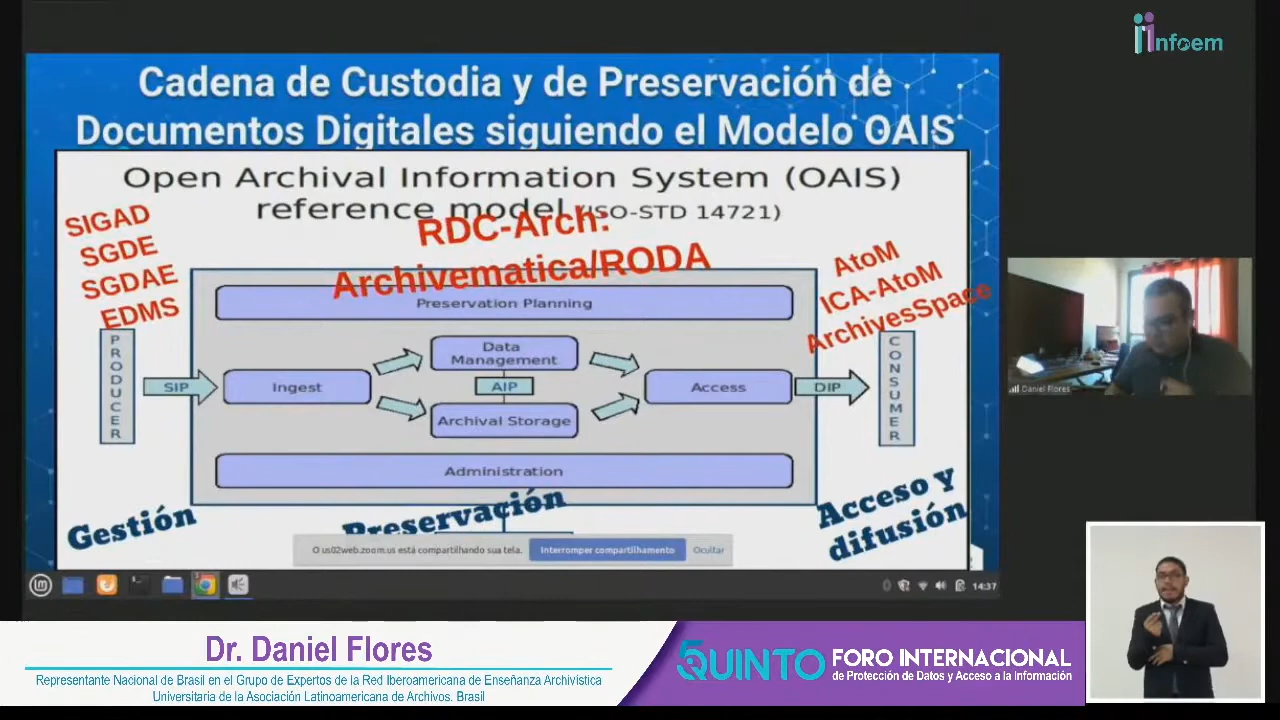 infoem
Cadena de Custodia y de Preservación de
Documentos Digitales siguiendo el Modelo OAIS
Open Archival Information System (OAIS)
reference model (ISO-STD 14721)
SIGAD
SGDE
SGDAE
EDMS
RDC-Arch:
Archivematica/RODA
AtoM
ICA-AtoM
ArchivesSpace
Preservation Planning
PRODUCER
SIP
Ingest
Data
Management
AIP
Archival Storage
Access
DIP
CONSUMER
Administration
Gestión
Preservación
Acceso y
difusión
O us02web.zoom.us está compartilhando sua tela.
Interromper compartilhamento
Ocultar
14:37
Daniel Flores
Dr. Daniel Flores
Representante Nacional de Brasil en el Grupo de Expertos de la Red Iberoamericana de Enseñanza Archivística
Universitaria de la Asociación Latinoamericana de Archivos. Brasil
5 QUINTO FORO INTERNACIONAL
de Protección de Datos y Acceso a la Información